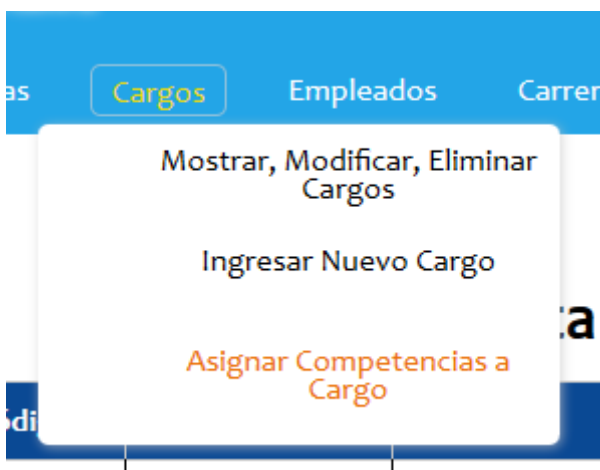 Cargos Empleados
Mostrar, Modificar, Eliminar
Cargos
Ingresar Nuevo Cargo
Asignar Competencias a
Cargo